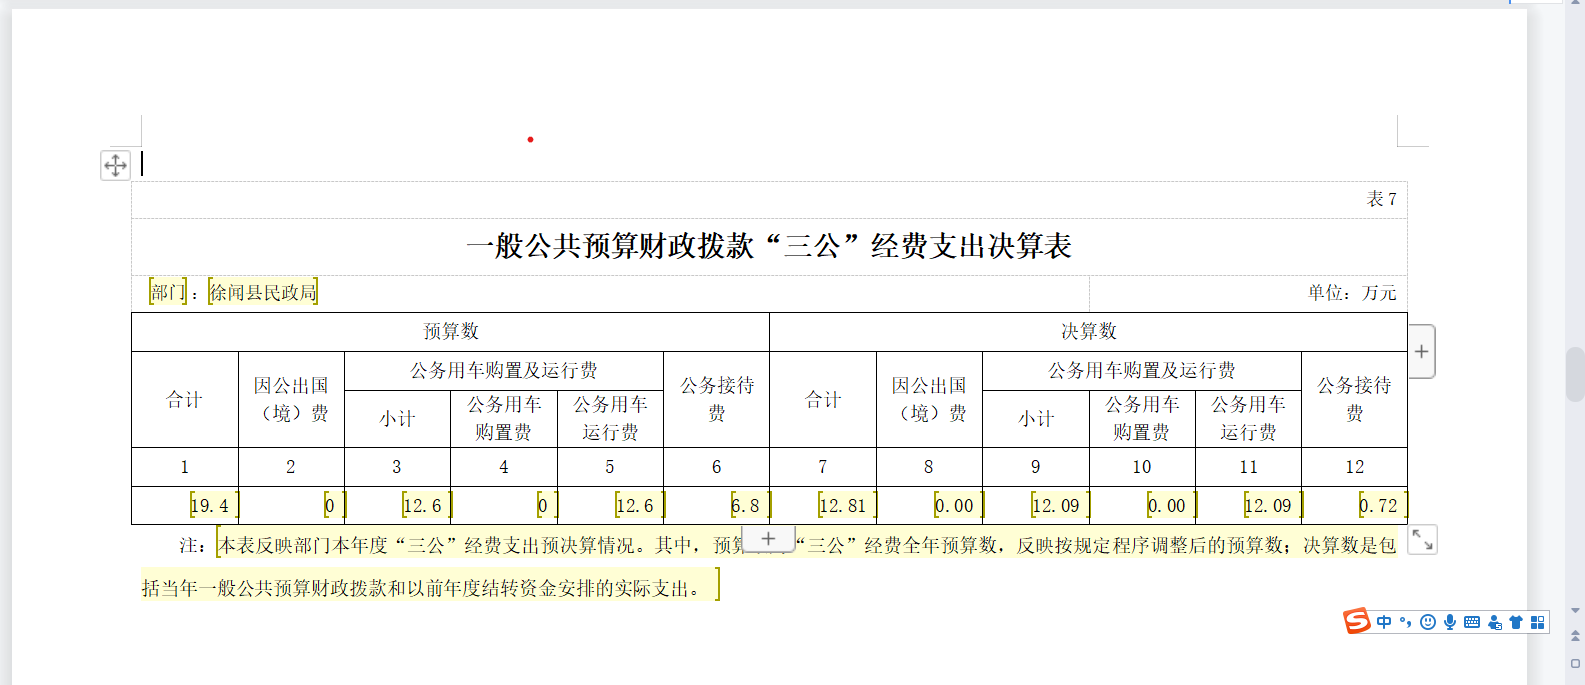 表 7
一般公共预算财政拨款“三公”经费支出决算表
部门：徐闻县民政局 单位：万元
预算数 决算数
合计 因公出国（境）费 公务用车购置及运行费 公务接待费 合计 因公出国（境）费 公务用车购置及运行费 公务接待费
小计 公务用车购置费 公务用车运行费 小计 公务用车购置费 公务用车运行费
1 2 3 4 5 6 7 8 9 10 11 12
19.4 0 12.6 0 12.6 6.8 12.81 0.00 12.09 0.00 12.09 0.72
注：本表反映部门本年度“三公”经费支出预决算情况。其中，预算“三公”经费全年预算数，反映按规定程序调整后的预算数；决算数是包
括当年一般公共预算财政拨款和以前年度结转资金安排的实际支出。
中